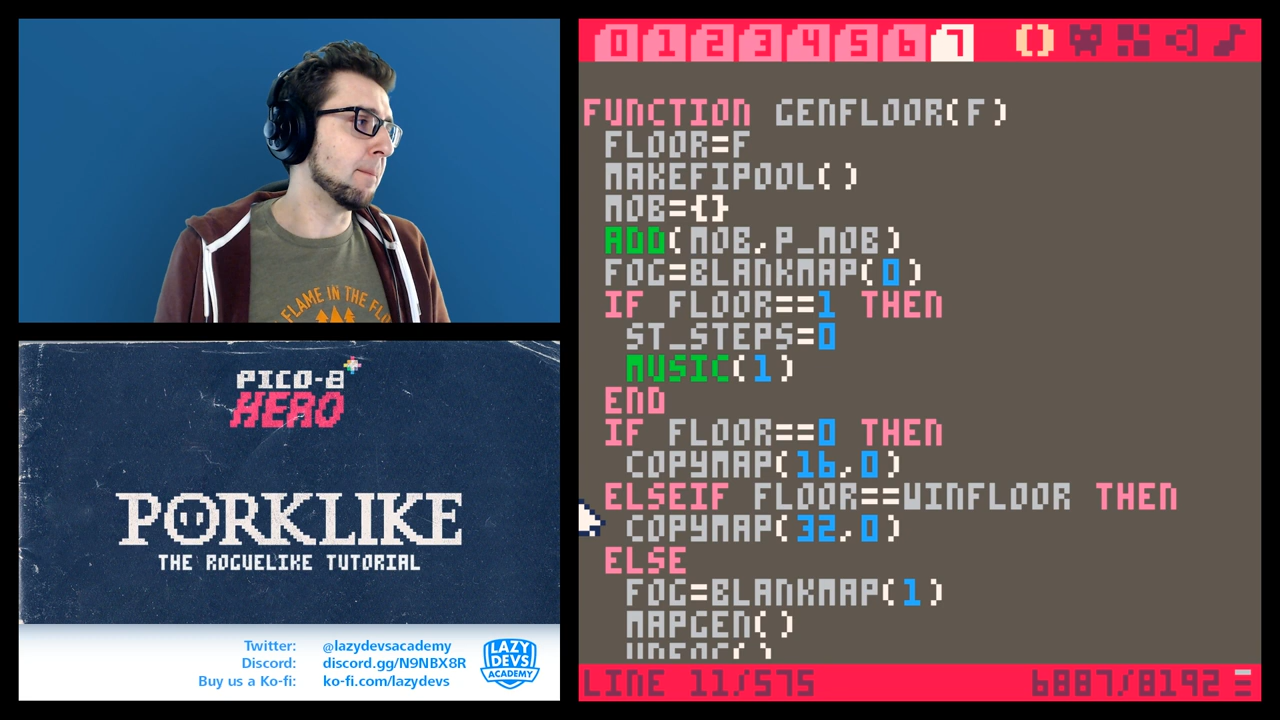 FLAME IN THE FL
PICO-8
HERO
PORKLIKE
THE ROGUELIKE TUTORIAL
Twitter: @lazydevsacademy
Discord: discord.gg/N9NBX8R
Buy us a Ko-fi: ko-fi.com/lazydevs
LAZY
DEVS
ACADEMY
0 1 2 3 4 5 6 7 ()
FUNCTION GENFLOOR(F)
FLOOR=F
MAKEFIPOOL()
MOB={}
ADD(MOB,P_MOB)
FOG=BLANKMAP(0)
IF FLOOR==1 THEN
ST_STEPS=0
MUSIC(1)
END
IF FLOOR==0 THEN
COPYMAP(16,0)
ELSEIF FLOOR==WINFLOOR THEN
COPYMAP(32,0)
ELSE
FOG=BLANKMAP(1)
MAPGEN()
UNFOG()
LINE 11/575 6887/8192